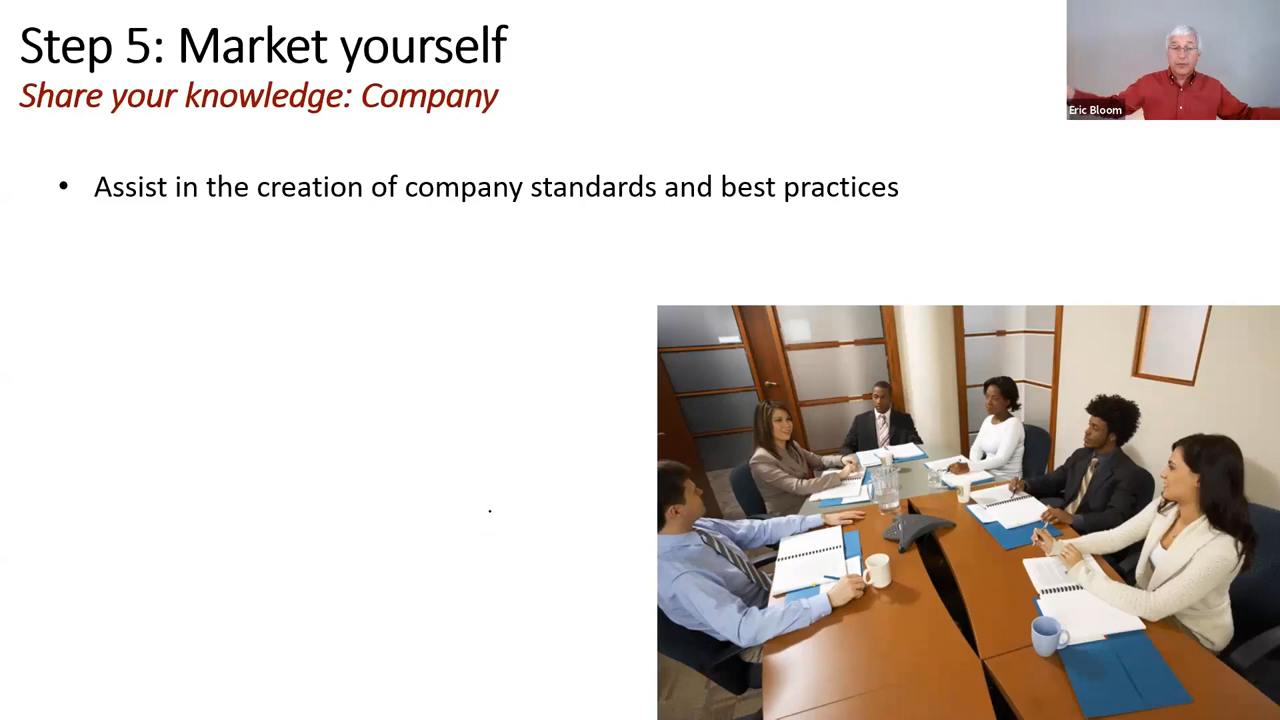 Step 5: Market yourself
Share your knowledge: Company
Eric Bloom
• Assist in the creation of company standards and best practices